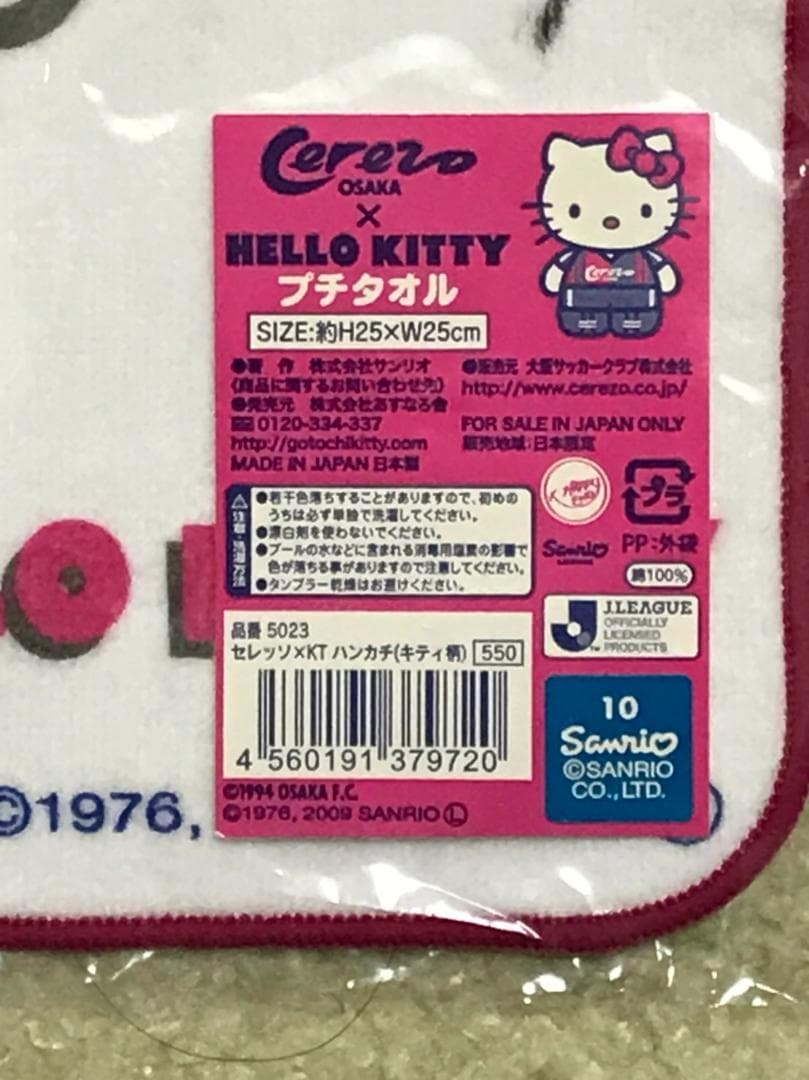 Cerezo
OSAKA
×
HELLO KITTY
プチタオル
SIZE:約H25×W25cm
Cerezo
●著 作 株式会社サンリオ
(商品に関するお問い合わせ先)
●発売元 株式会社あすなろ舎
0120-334-337
http://gotochikitty.com
MADE IN JAPAN 日本製
●販売元 大阪サッカークラブ株式会社
http://www.cerezo.co.jp/
FOR SALE IN JAPAN ONLY
販売地域:日本限定
注意・洗濯方法
●若干色落ちすることがありますので、初めの
うちは必ず単独で洗濯してください。
●漂白剤を使わないでください。
●プールの水などに含まれる消毒用塩素の影響で
色が落ちる事がありますので注意してください。
●タンブラー乾燥はお避けください。
Sanrio
LICENSE
プラ
PP:外袋
綿100%
J.LEAGUE
OFFICIALLY
LICENSED
PRODUCTS
品番 5023
セレッソ×KT ハンカチ(キティ柄) 550
4 560191 379720
10
Sanrio
©SANRIO
CO.,LTD.
©1994 OSAKA F.C.
©1976, 2009 SANRIO Ⓛ
©1976,